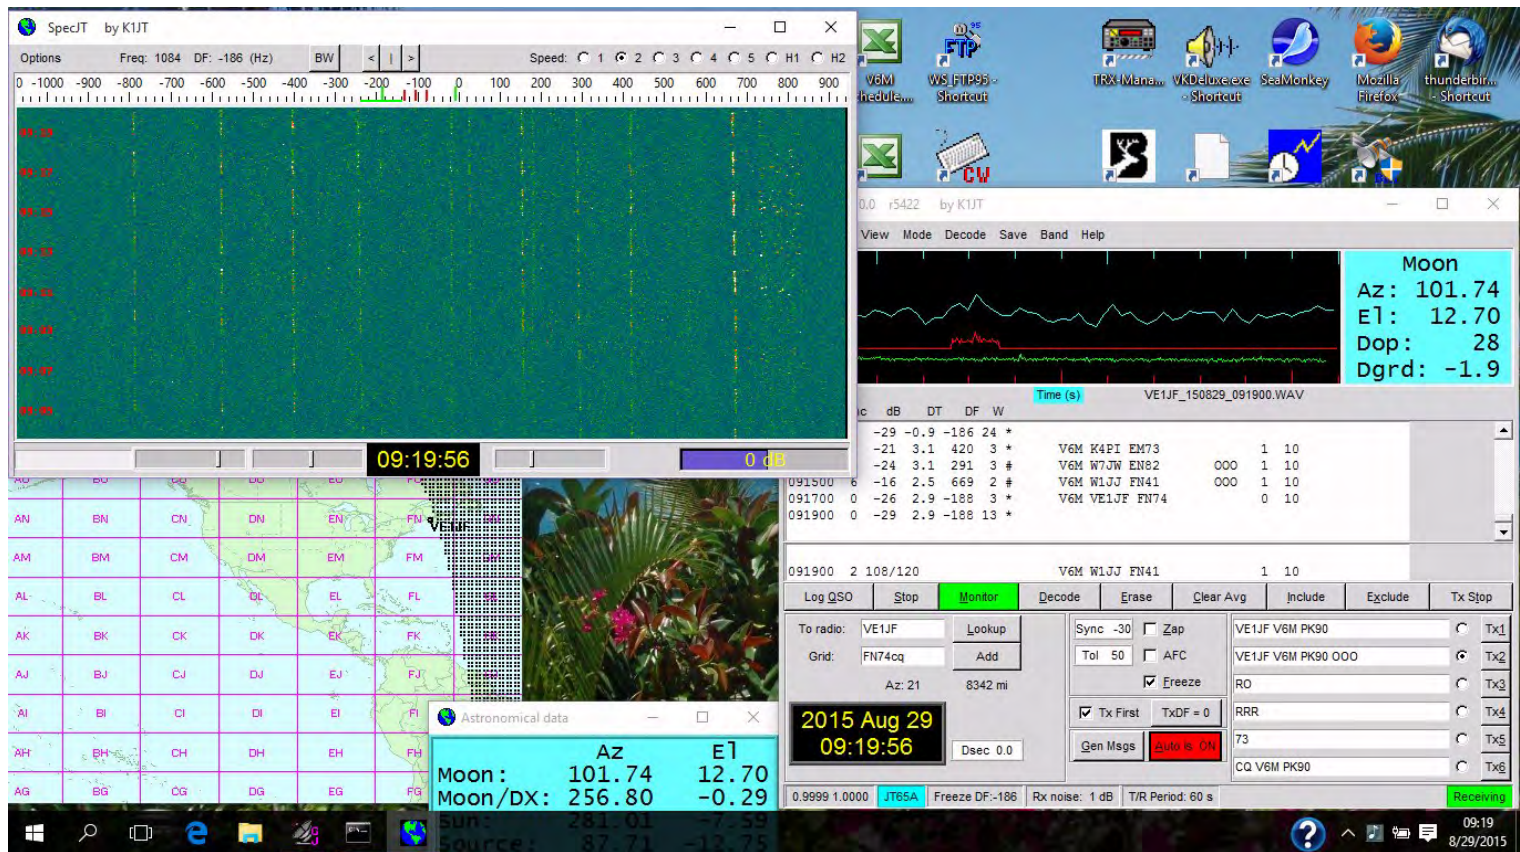 SpecJT by K1JT
Options Freq: 1084 DF: -186 (Hz) BW < | > Speed: 1 2 3 4 5 H1 H2
0 -1000 -900 -800 -700 -600 -500 -400 -300 -200 -100 0 100 200 300 400 500 600 700 800 900
09:19:56
0 dB
V6M
hedule,...
95
FTP
WS_FTP95 -
Shortcut
TRX-Mana...
VKDeluxe.exe
- Shortcut
SeaMonkey
Mozilla
Firefox
thunderbir...
- Shortcut
CW
0.0 r5422 by K1JT
View Mode Decode Save Band Help
Moon
Az: 101.74
El: 12.70
Dop: 28
Dgrd: -1.9
Time (s) VE1JF_150829_091900.WAV
dB DT DF W
-29 -0.9 -186 24 *
-21 3.1 420 3 * V6M K4PI EM73 1 10
-24 3.1 291 3 # V6M W7JW EN82 OOO 1 10
091500 6 -16 2.5 669 2 # V6M W1JJ FN41 OOO 1 10
091700 0 -26 2.9 -188 3 * V6M VE1JF FN74 0 10
091900 0 -29 2.9 -188 13 *
091900 2 108/120 V6M W1JJ FN41 1 10
Log QSO Stop Monitor Decode Erase Clear Avg Include Exclude Tx Stop
To radio: VE1JF Lookup
Grid: FN74cq Add
Az: 21 8342 mi
2015 Aug 29
09:19:56
Dsec 0.0
Sync -30 Zap
Tol 50 AFC
Freeze
Tx First TxDF = 0
Gen Msgs Auto is ON
VE1JF V6M PK90 Tx1
VE1JF V6M PK90 OOO Tx2
RO Tx3
RRR Tx4
73 Tx5
CQ V6M PK90 Tx6
0.9999 1.0000 JT65A Freeze DF:-186 Rx noise: 1 dB T/R Period: 60 s Receiving
AN BN CN DN EN FN VE1JF
AM BM CM DM EM FM
AL BL CL DL EL FL
AK BK CK DK EK FK
AJ BJ CJ DJ EJ FJ
AI BI CI DI EI FI
AH BH CH DH EH FH
AG BG CG DG EG FG
Astronomical data
Az El
Moon: 101.74 12.70
Moon/DX: 256.80 -0.29
Sun: 281.01 -7.59
Source: 87.71
09:19
8/29/2015